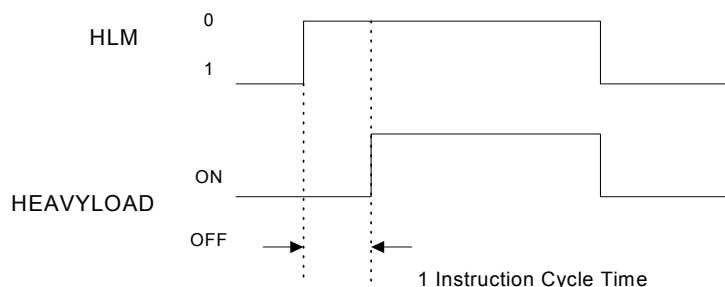 0
HLM
1
ON
HEAVYLOAD
OFF
1 Instruction Cycle Time